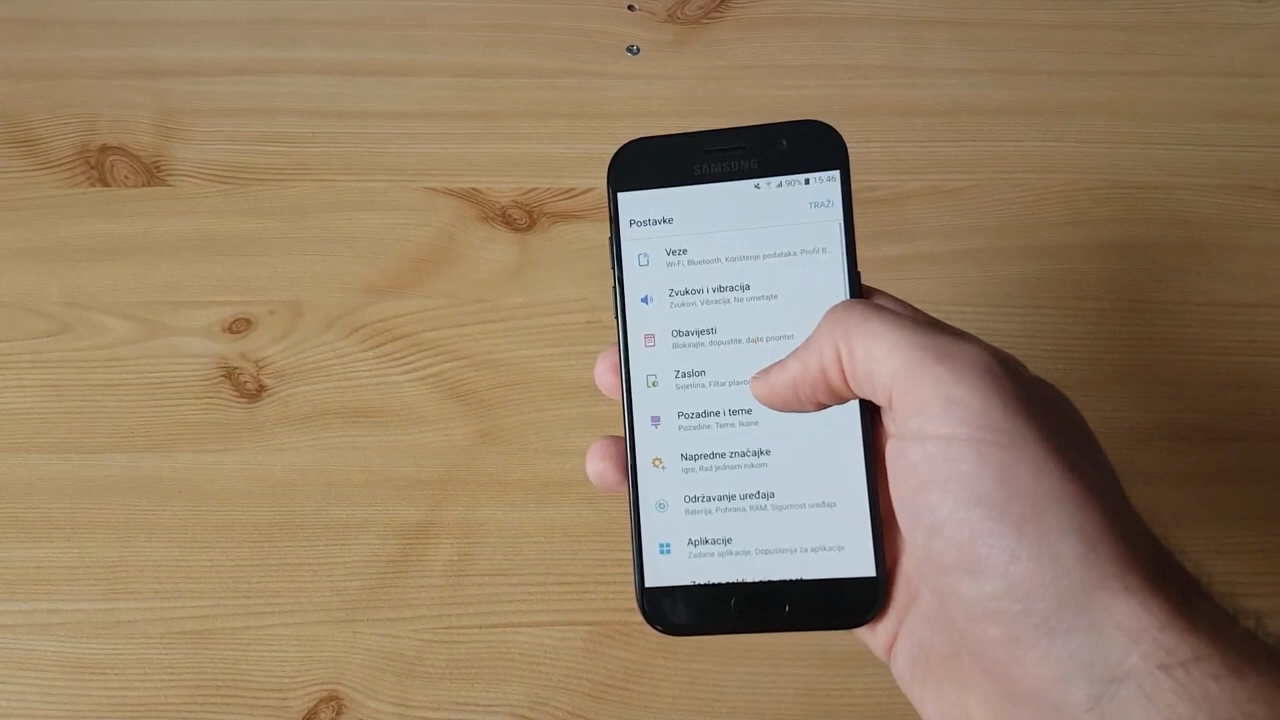 SAMSUNG
90% 15:46
Postavke
TRAŽI
Veze
Wi-Fi, Bluetooth, Korištenje podataka, Profil B...
Zvukovi i vibracija
Zvukovi, Vibracija, Ne ometajte
Obavijesti
Blokirajte, dopustite, dajte prioritet
Zaslon
Svjetlina, Filtar
Pozadine i teme
Pozadine, Teme, Ikone
Napredne značajke
Igre, Rad jednom rukom
Održavanje uređaja
Baterija, Pohrana, RAM, Sigurnost uređaja
Aplikacije
Zadane aplikacije, Dopuštenja za aplikacije